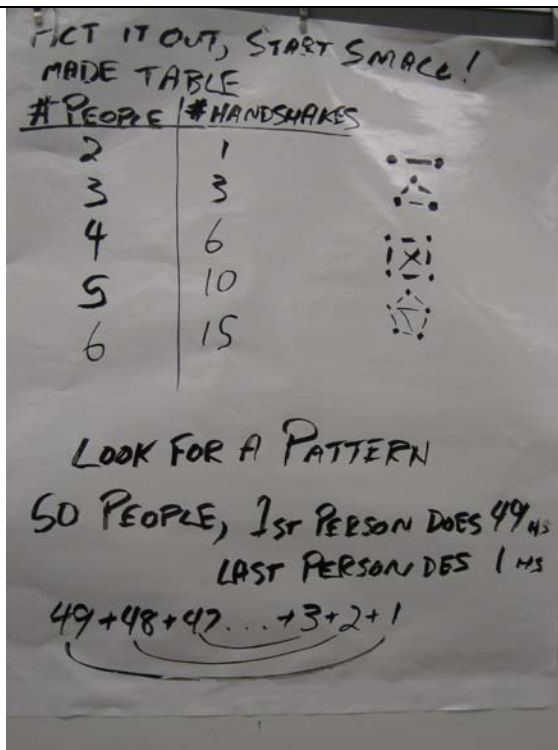 ACT IT OUT, START SMALL!
MADE TABLE
# PEOPLE | # HANDSHAKES
2 1
3 3
4 6
5 10
6 15
LOOK FOR A PATTERN
50 PEOPLE, 1ST PERSON DOES 49 HS
LAST PERSON DES 1 HS
49+48+47...+3+2+1